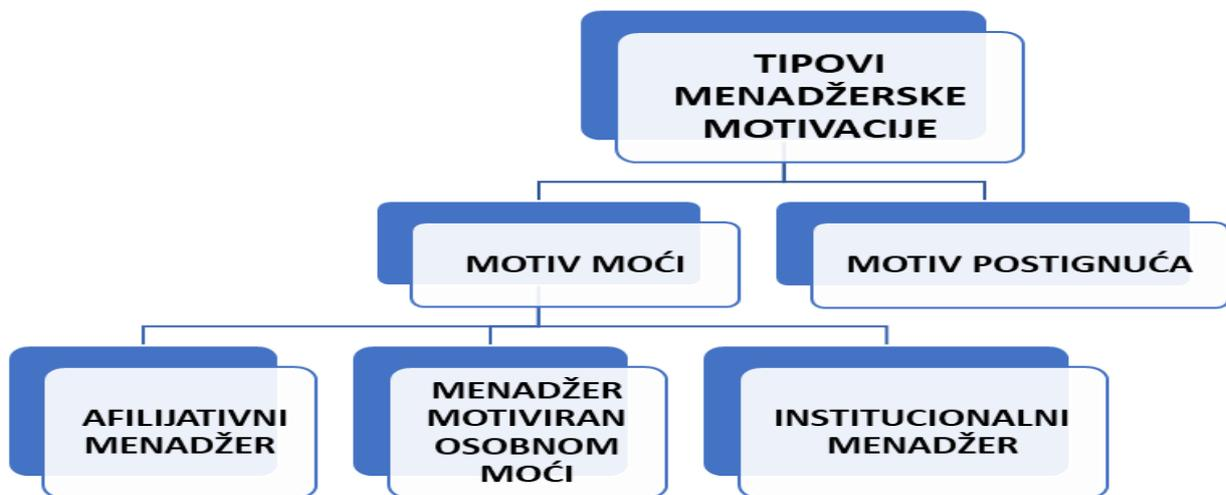 TIPOVI
MENADŽERSKE
MOTIVACIJE
MOTIV MOĆI
MOTIV POSTIGNUĆA
AFILIJATIVNI
MENADŽER
MENADŽER
MOTIVIRAN
OSOBNOM
MOĆI
INSTITUCIONALNI
MENADŽER